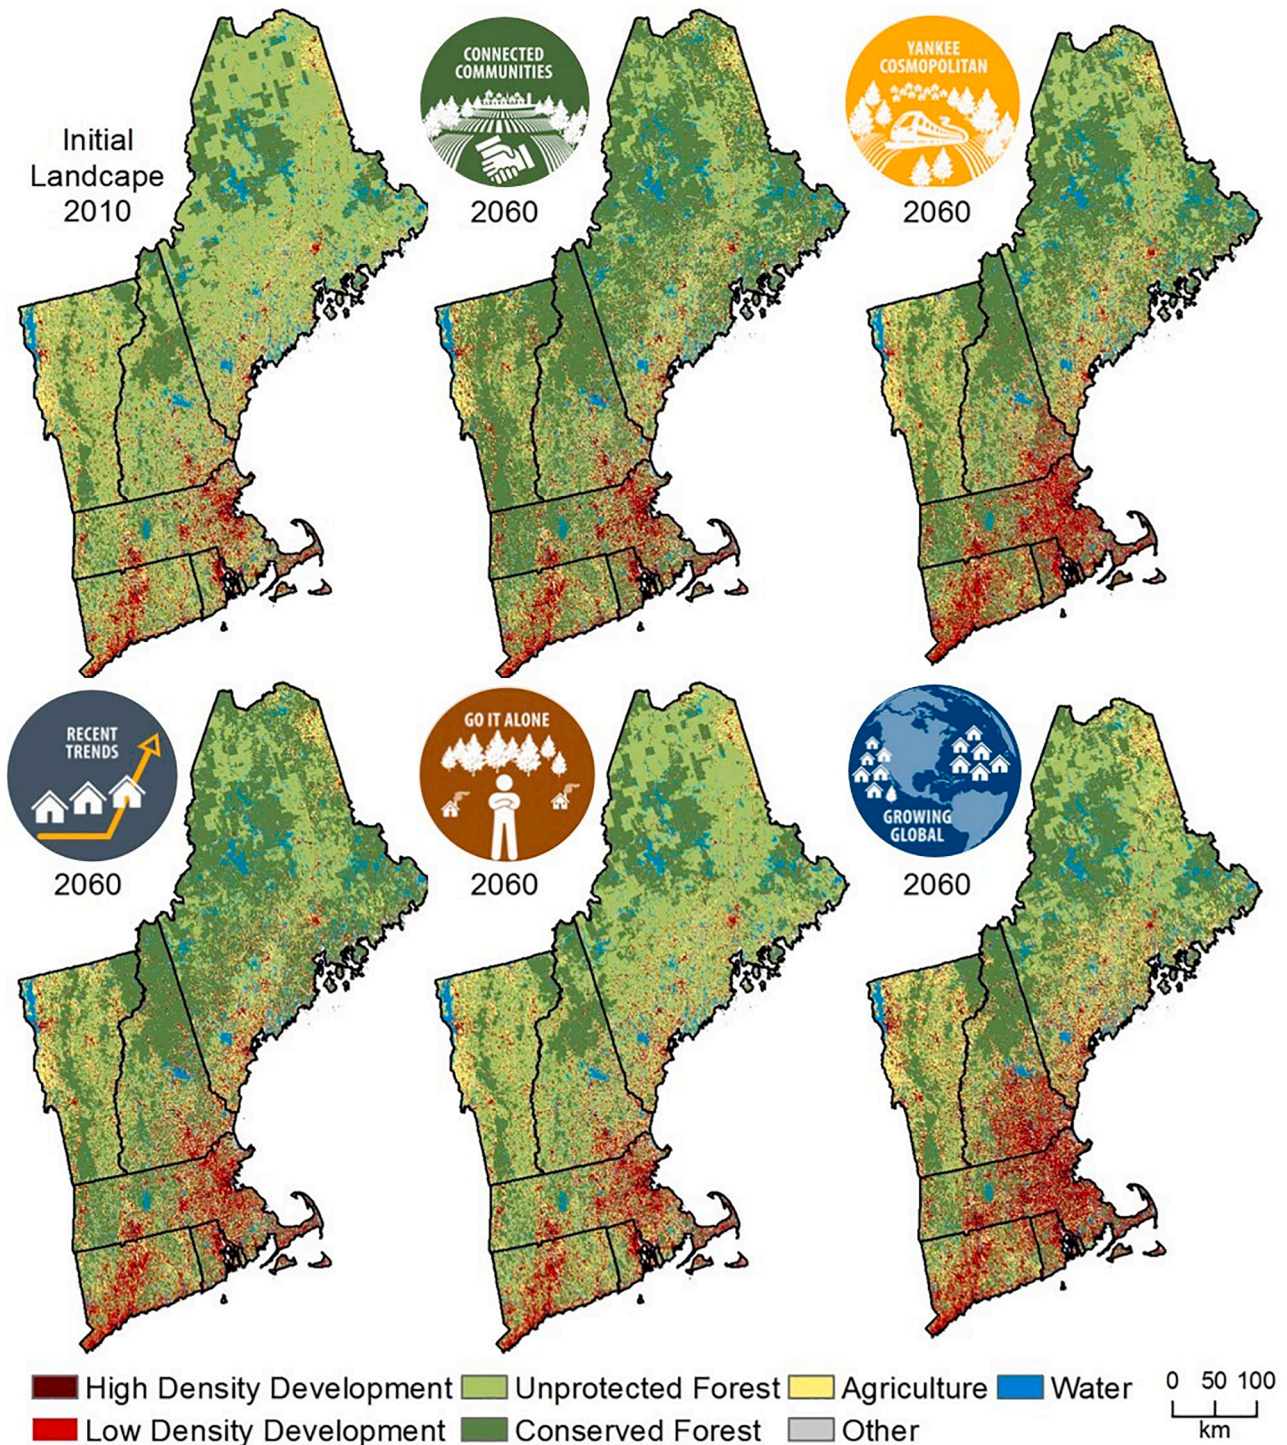 Initial
Landcape
2010
CONNECTED
COMMUNITIES
2060
YANKEE
COSMOPOLITAN
2060
RECENT
TRENDS
2060
GO IT ALONE
2060
GROWING
GLOBAL
2060
High Density Development
Unprotected Forest
Agriculture
Water
0 50 100
Low Density Development
Conserved Forest
Other
km